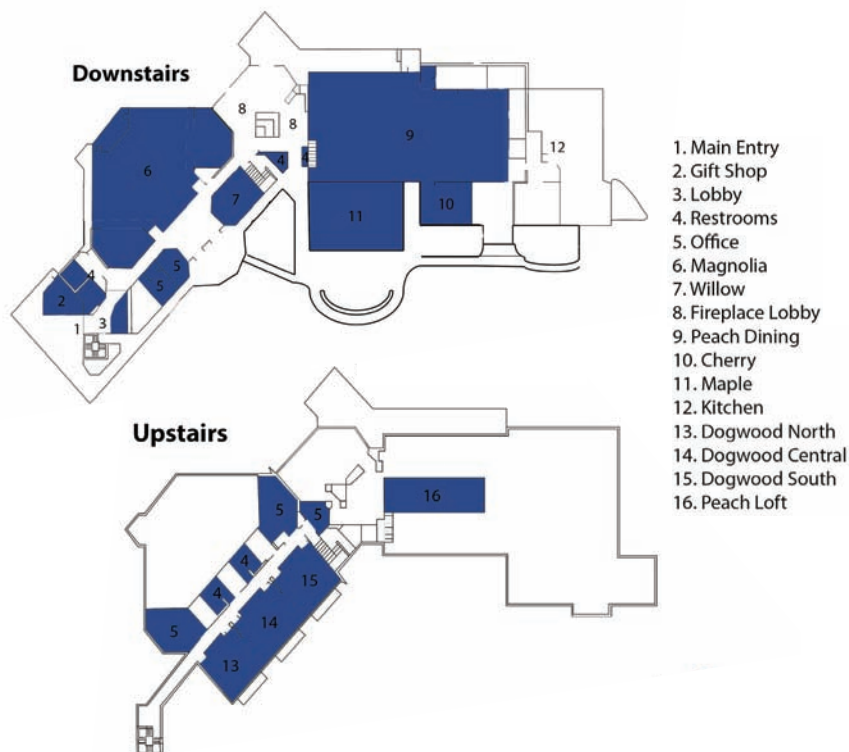 Downstairs
8
8
9
12
4
4
6
7
11
10
5
5
4
2
3
1
1. Main Entry
2. Gift Shop
3. Lobby
4. Restrooms
5. Office
6. Magnolia
7. Willow
8. Fireplace Lobby
9. Peach Dining
10. Cherry
11. Maple
12. Kitchen
13. Dogwood North
14. Dogwood Central
15. Dogwood South
16. Peach Loft
Upstairs
16
5
5
4
4
15
14
5
13